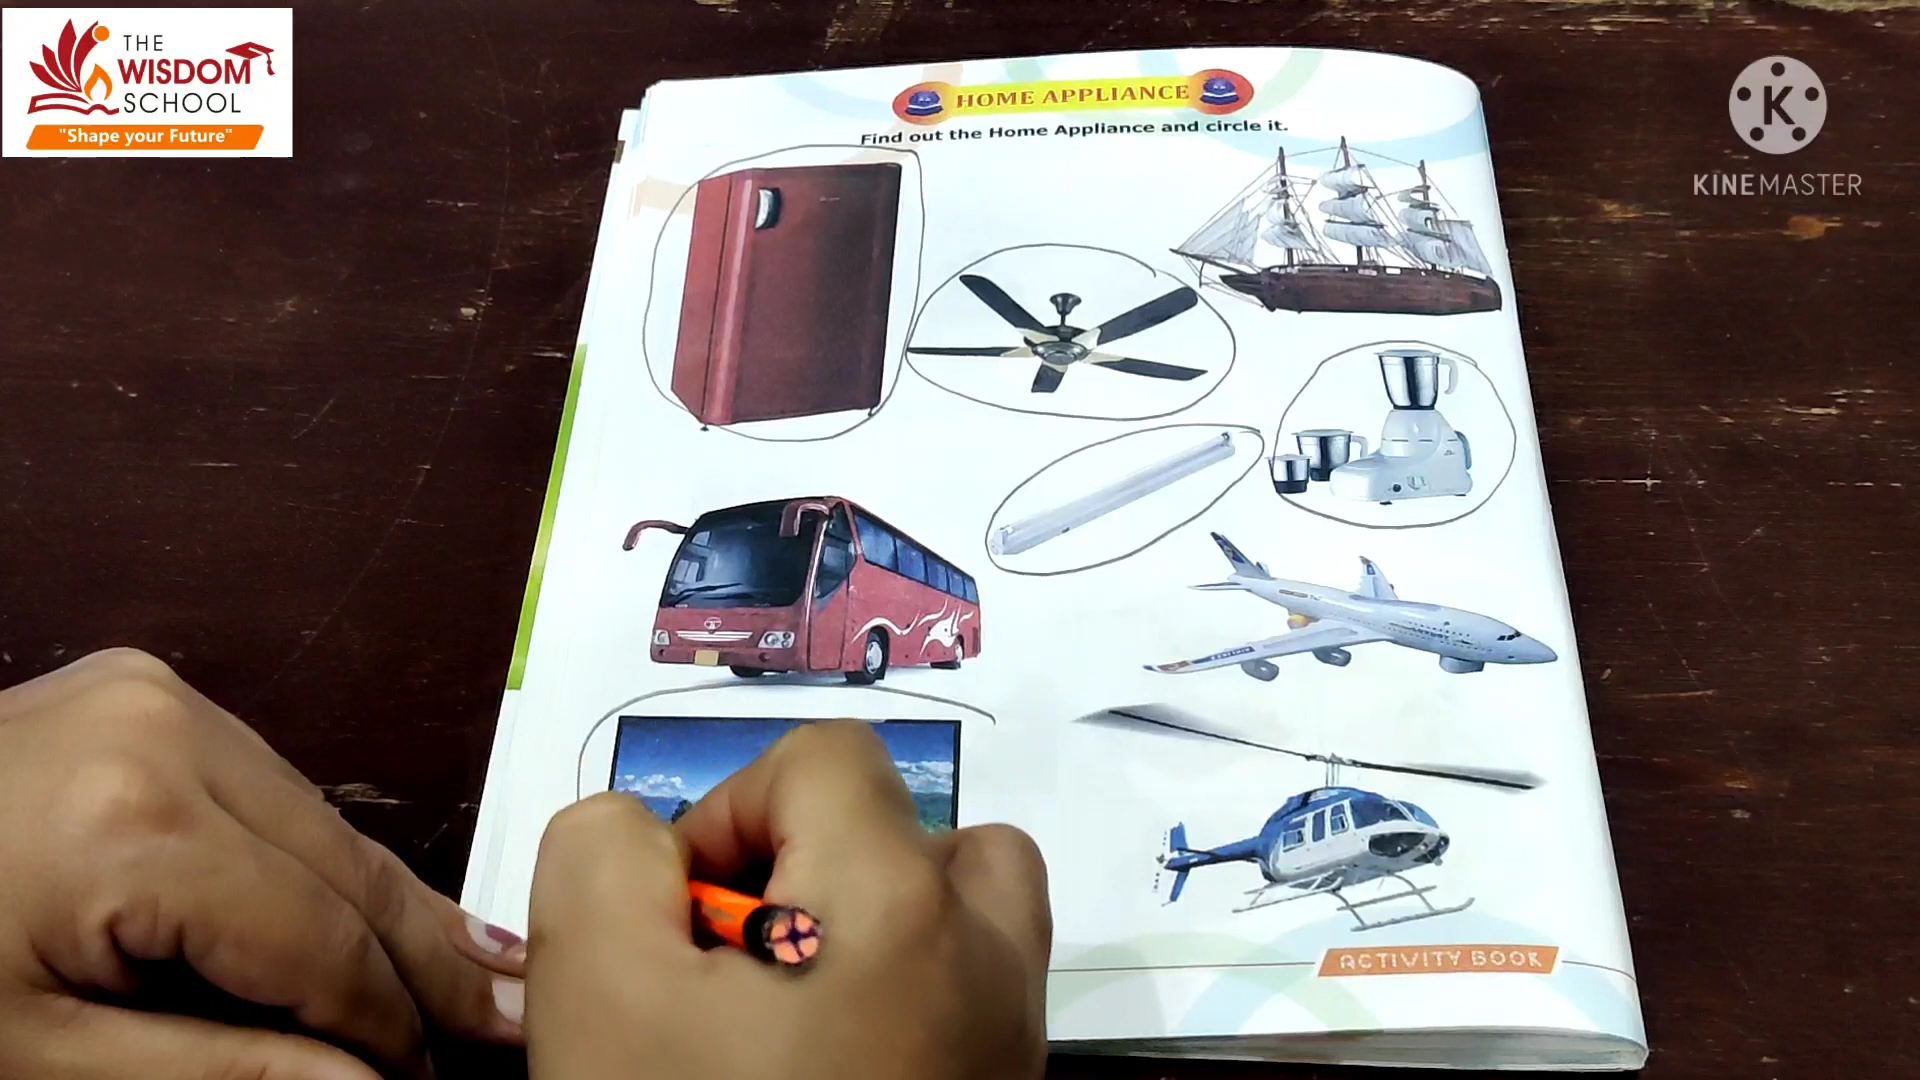 THE
WISDOM
SCHOOL
"Shape your Future"
HOME APPLIANCE
Find out the Home Appliance and circle it.
K
KINEMASTER
ACTIVITY BOOK